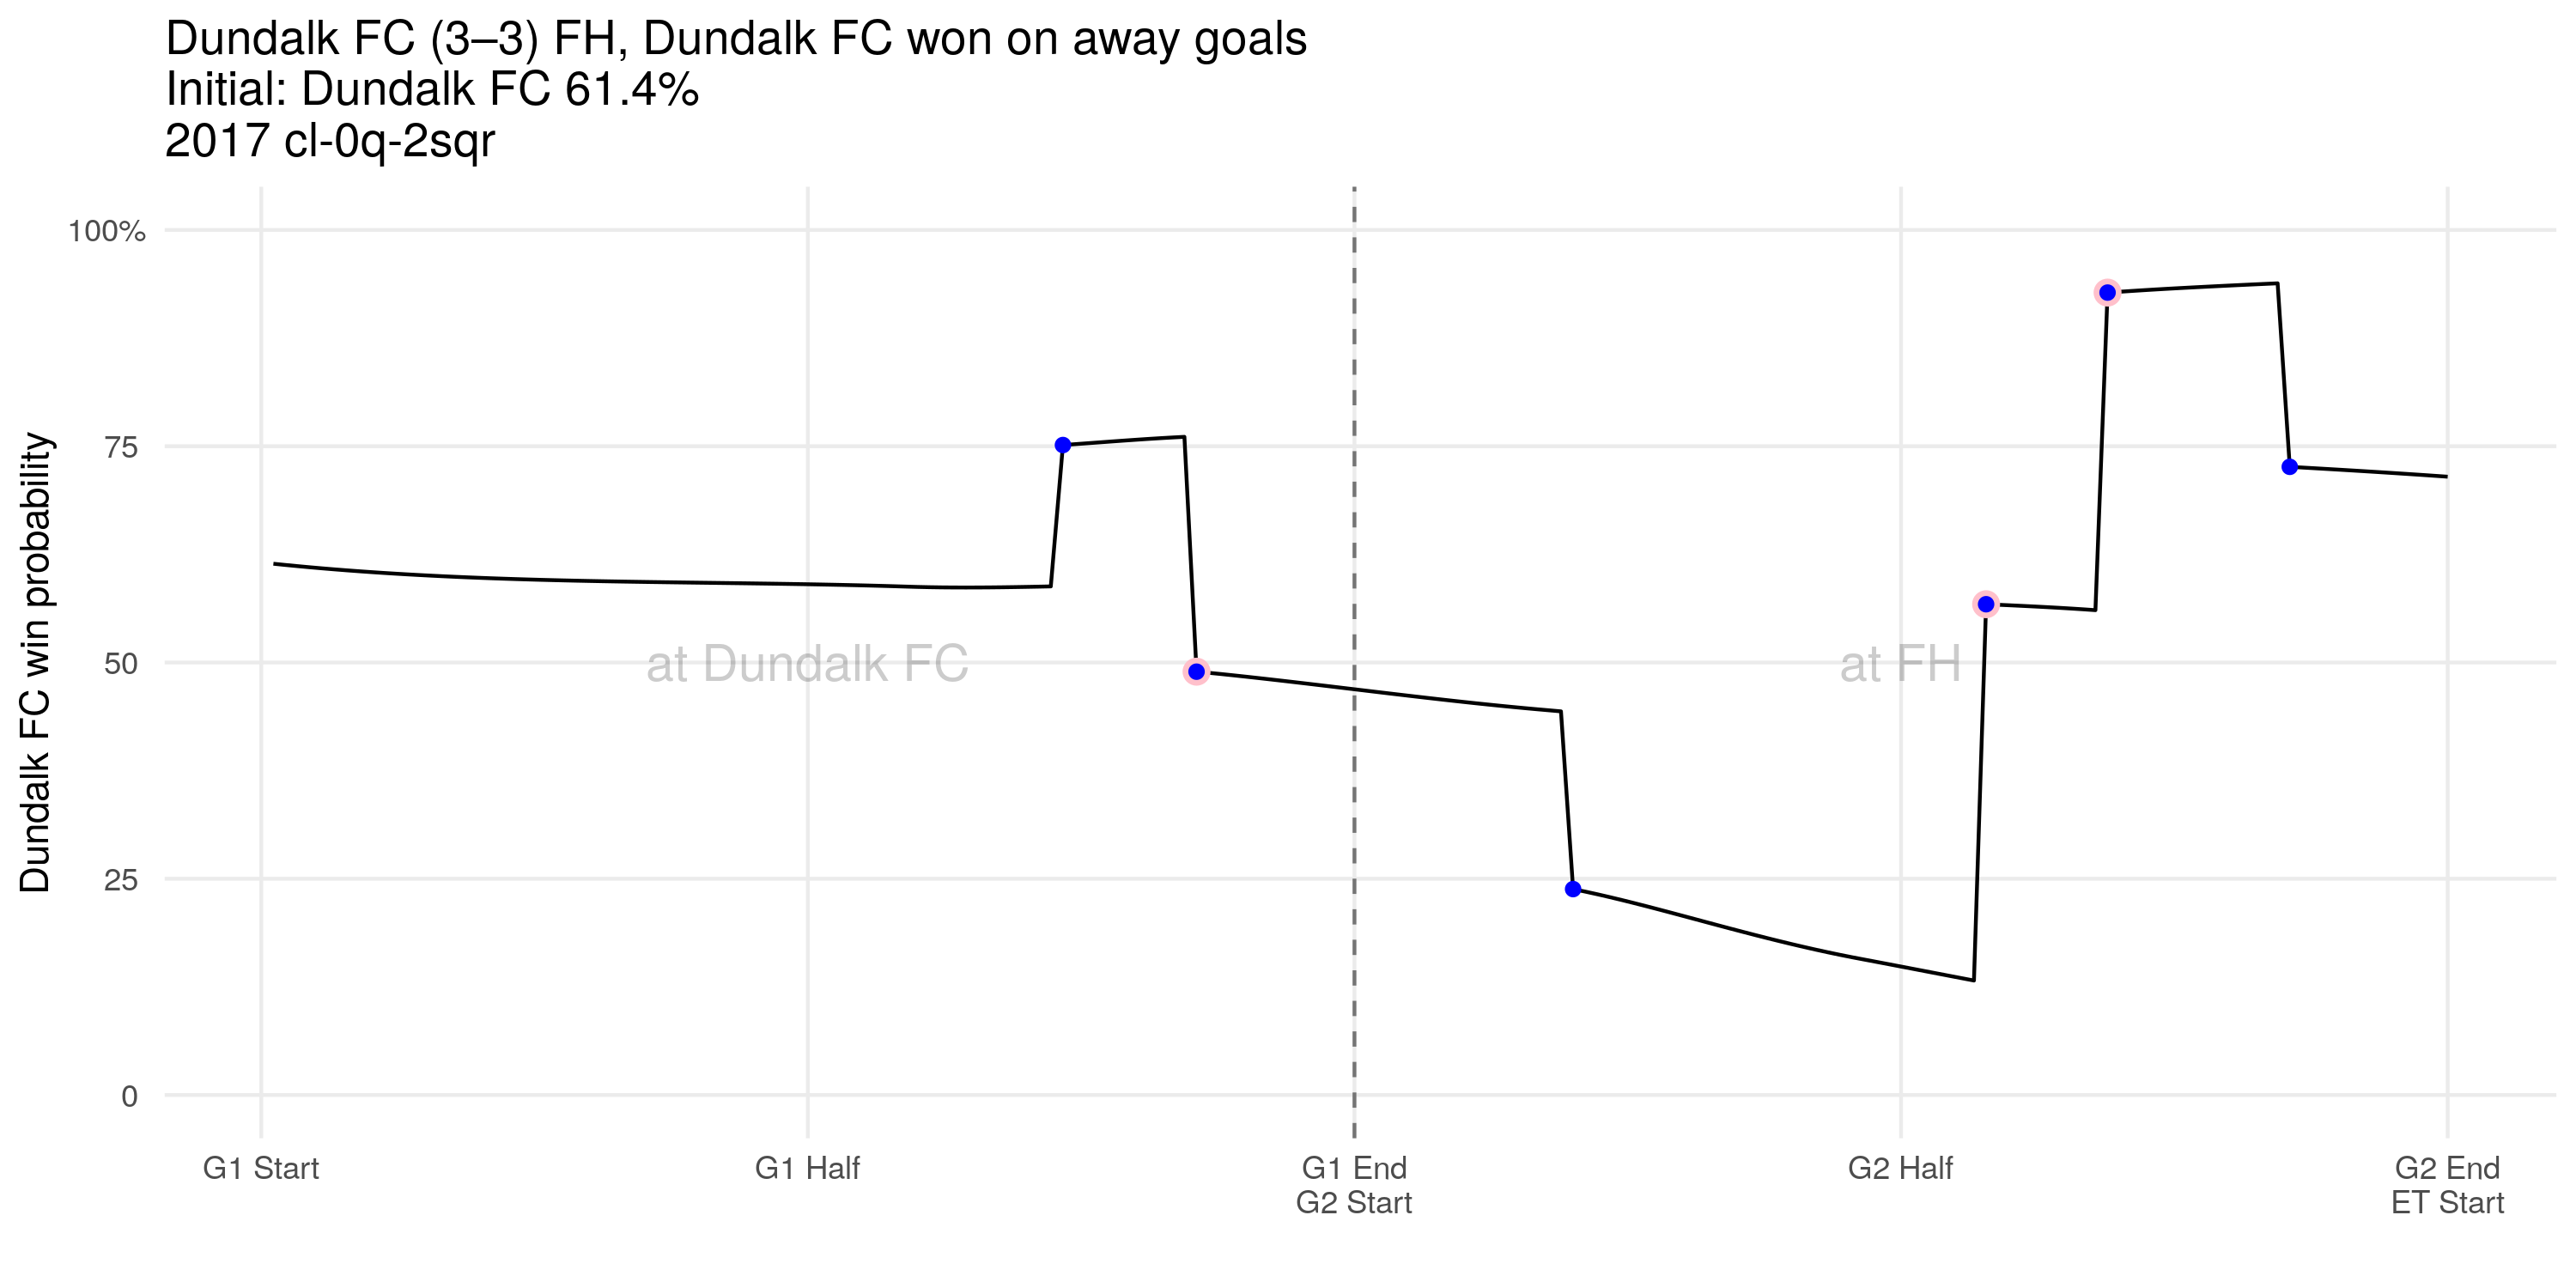 Dundalk FC (3–3) FH, Dundalk FC won on away goals
Initial: Dundalk FC 61.4%
2017 cl-0q-2sqr
Dundalk FC win probability
100%
75
50
25
0
at Dundalk FC
at FH
G1 Start
G1 Half
G1 End
G2 Start
G2 Half
G2 End
ET Start